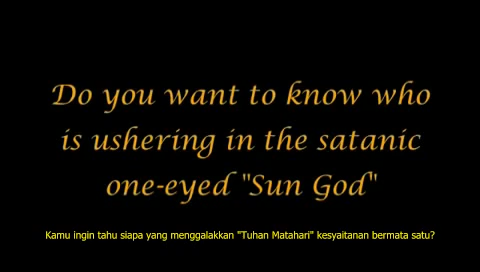 Do you want to know who
is ushering in the satanic
one-eyed "Sun God"
Kamu ingin tahu siapa yang menggalakkan "Tuhan Matahari" kesyaitanan bermata satu?